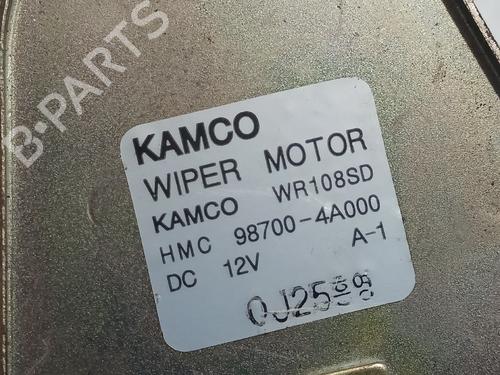 B-PARTS
KAMCO
WIPER MOTOR
KAMCO WR108SD
HMC 98700-4A000
DC 12V A-1
0J25